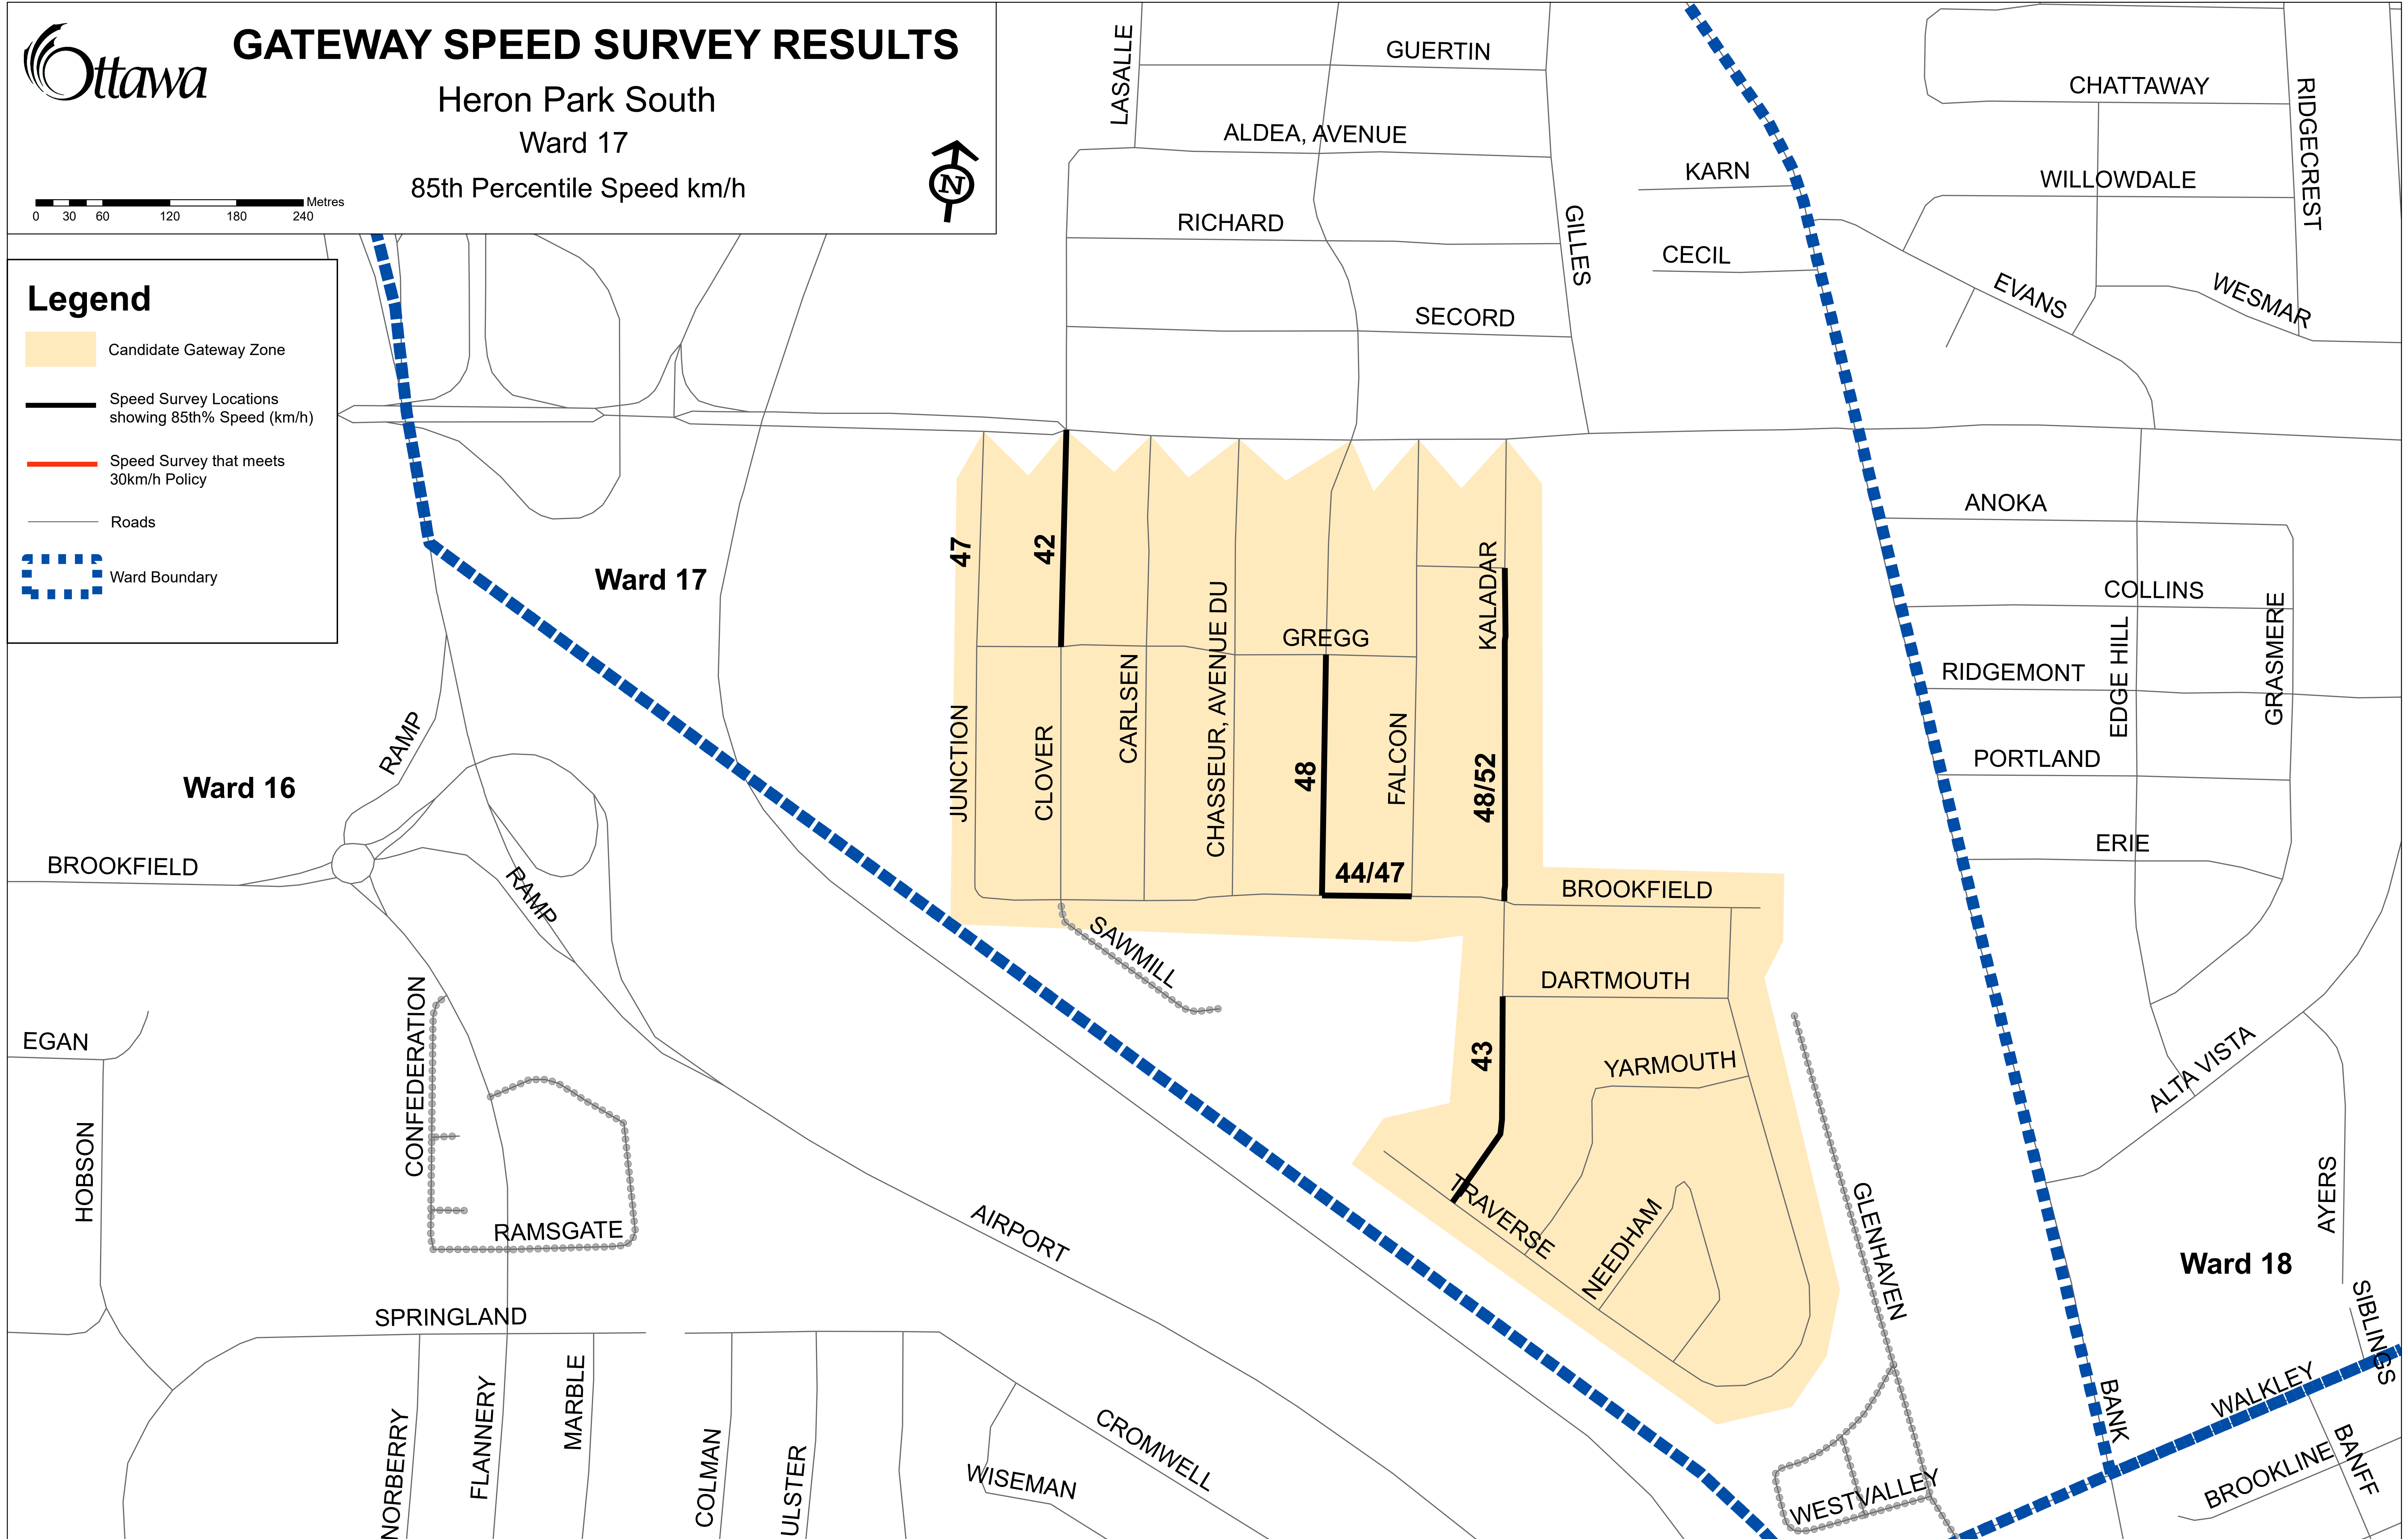 Ottawa
GATEWAY SPEED SURVEY RESULTS
Heron Park South
Ward 17
85th Percentile Speed km/h
N
Metres
0 30 60 120 180 240
Legend
Candidate Gateway Zone
Speed Survey Locations
showing 85th% Speed (km/h)
Speed Survey that meets
30km/h Policy
Roads
Ward Boundary
LASALLE
GUERTIN
ALDEA, AVENUE
RICHARD
SECORD
GILLES
KARN
CECIL
CHATTAWAY
RIDGECREST
WILLOWDALE
EVANS
WESMAR
ANOKA
COLLINS
EDGE HILL
GRASMERE
RIDGEMONT
PORTLAND
ERIE
Ward 17
47
42
KALADAR
GREGG
JUNCTION
CLOVER
CARLSEN
CHASSEUR, AVENUE DU
48
FALCON
48/52
44/47
BROOKFIELD
SAWMILL
DARTMOUTH
43
YARMOUTH
TRAVERSE
NEEDHAM
GLENHAVEN
Ward 16
RAMP
BROOKFIELD
RAMP
CONFEDERATION
EGAN
HOBSON
RAMSGATE
SPRINGLAND
AIRPORT
NORBERRY
FLANNERY
MARBLE
COLMAN
ULSTER
WISEMAN
CROMWELL
ALTA VISTA
AYERS
Ward 18
SIBLINGS
WALKLEY
BANK
BANFF
BROOKLINE
WESTVALLEY